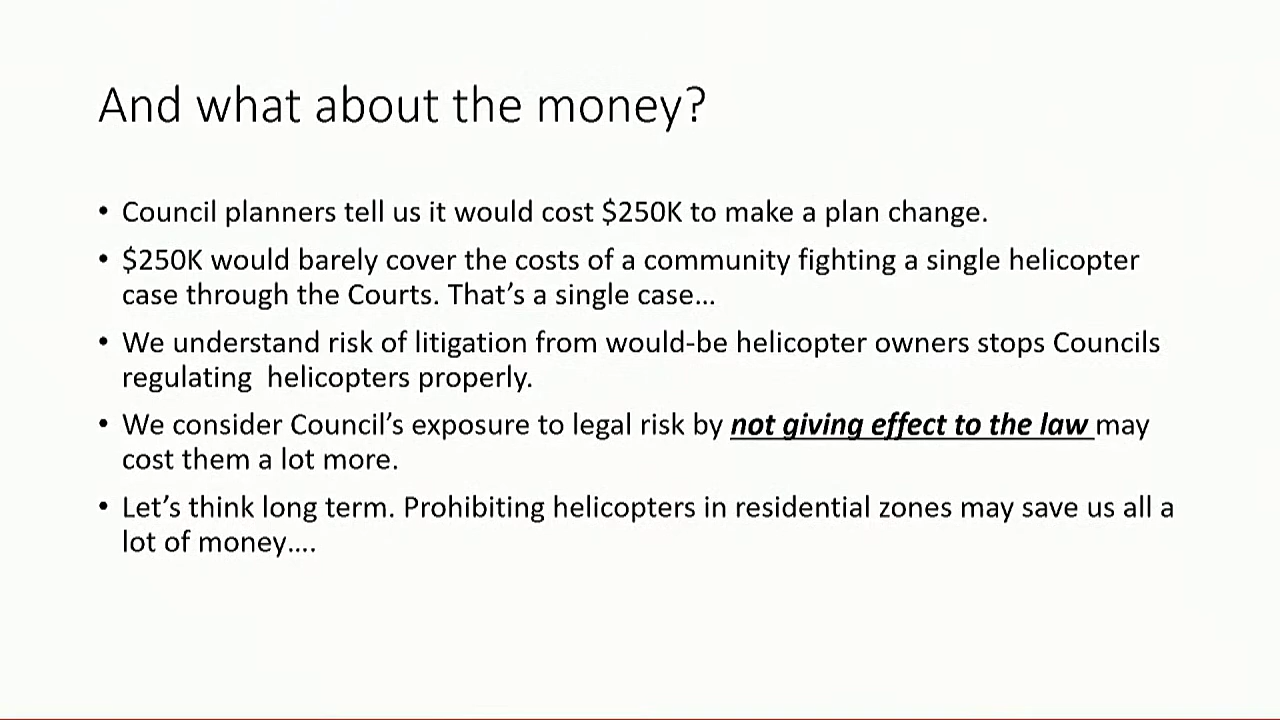 And what about the money?
• Council planners tell us it would cost $250K to make a plan change.
• $250K would barely cover the costs of a community fighting a single helicopter
case through the Courts. That's a single case...
• We understand risk of litigation from would-be helicopter owners stops Councils
regulating  helicopters properly.
• We consider Council's exposure to legal risk by not giving effect to the law may
cost them a lot more.
• Let's think long term. Prohibiting helicopters in residential zones may save us all a
lot of money....